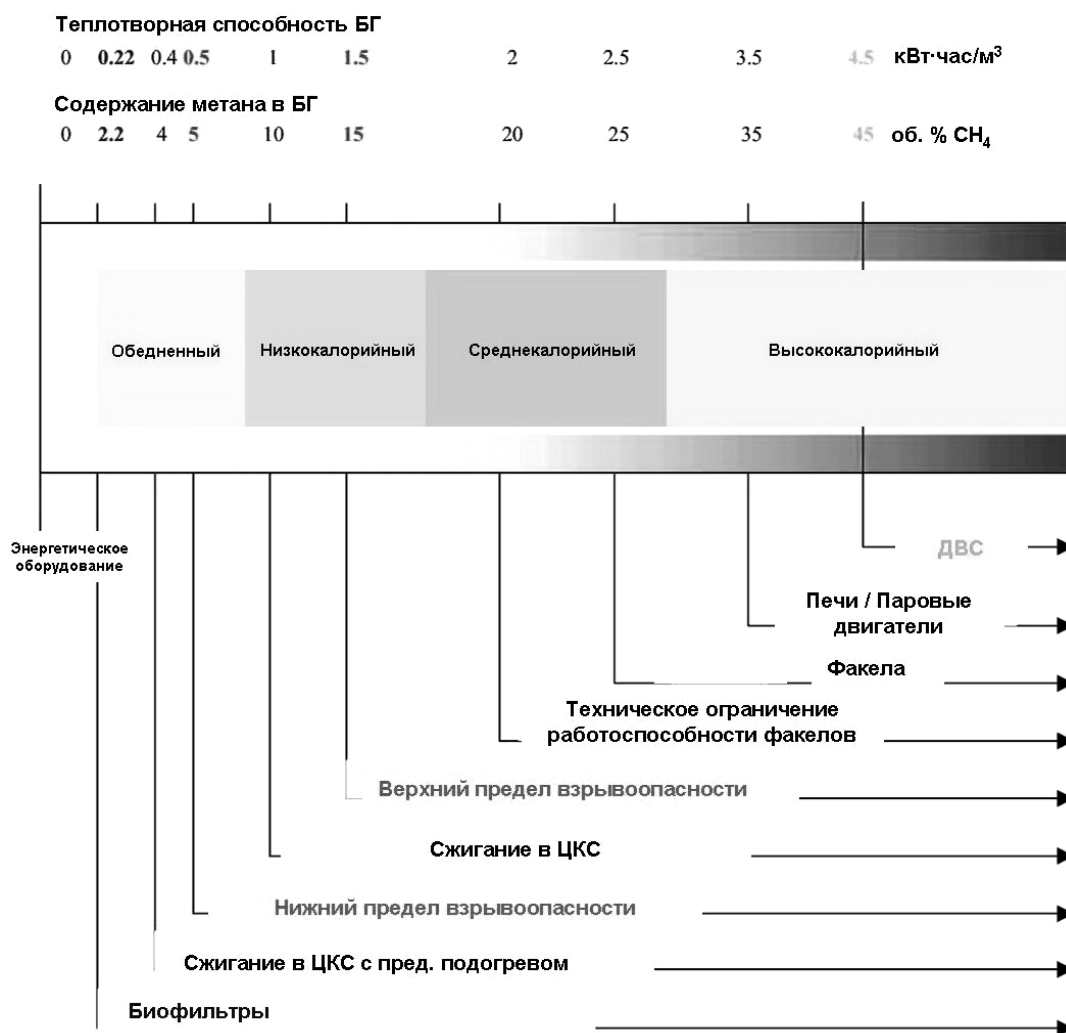 Теплотворная способность БГ
0 0.22 0.4 0.5 1 1.5 2 2.5 3.5 4.5 кВт·час/м³
Содержание метана в БГ
0 2.2 4 5 10 15 20 25 35 45 об. % CH₄
Обедненный Низкокалорийный Среднекалорийный Высококалорийный
Энергетическое
оборудование
ДВС
Печи / Паровые
двигатели
Факела
Техническое ограничение
работоспособности факелов
Верхний предел взрывоопасности
Сжигание в ЦКС
Нижний предел взрывоопасности
Сжигание в ЦКС с пред. подогревом
Биофильтры